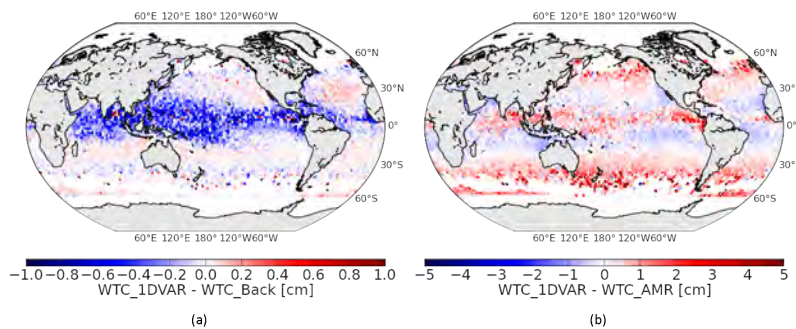 60°E 120°E 180° 120°W60°W
60°N
30°N
0°
30°S
60°S
60°E 120°E 180° 120°W60°W
−1.0−0.8−0.6−0.4−0.2 0.0 0.2 0.4 0.6 0.8 1.0
WTC_1DVAR - WTC_Back [cm]
(a)
60°E 120°E 180° 120°W60°W
60°N
30°N
0°
30°S
60°S
60°E 120°E 180° 120°W60°W
−5 −4 −3 −2 −1 0 1 2 3 4 5
WTC_1DVAR - WTC_AMR [cm]
(b)